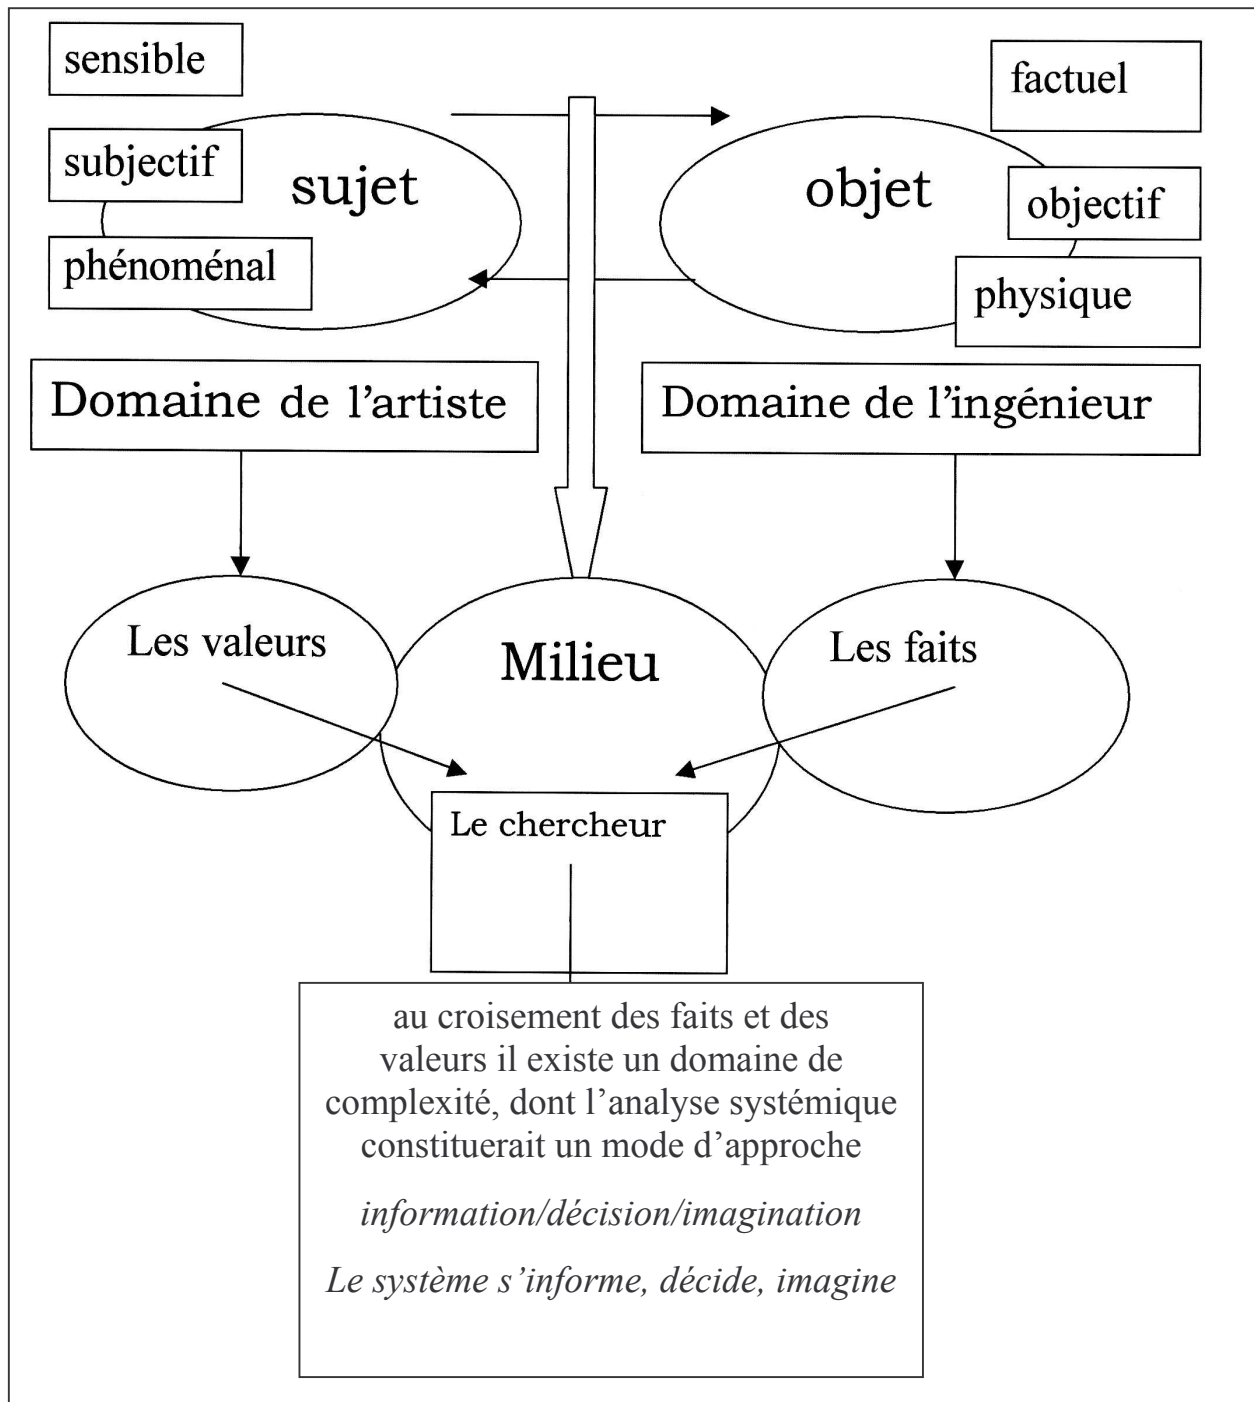 sensible
factuel
subjectif
sujet
objet
objectif
phénoménal
physique
Domaine de l’artiste
Domaine de l’ingénieur
Les valeurs
Milieu
Les faits
Le chercheur
au croisement des faits et des
valeurs il existe un domaine de
complexité, dont l’analyse systémique
constituerait un mode d’approche
information/décision/imagination
Le système s’informe, décide, imagine